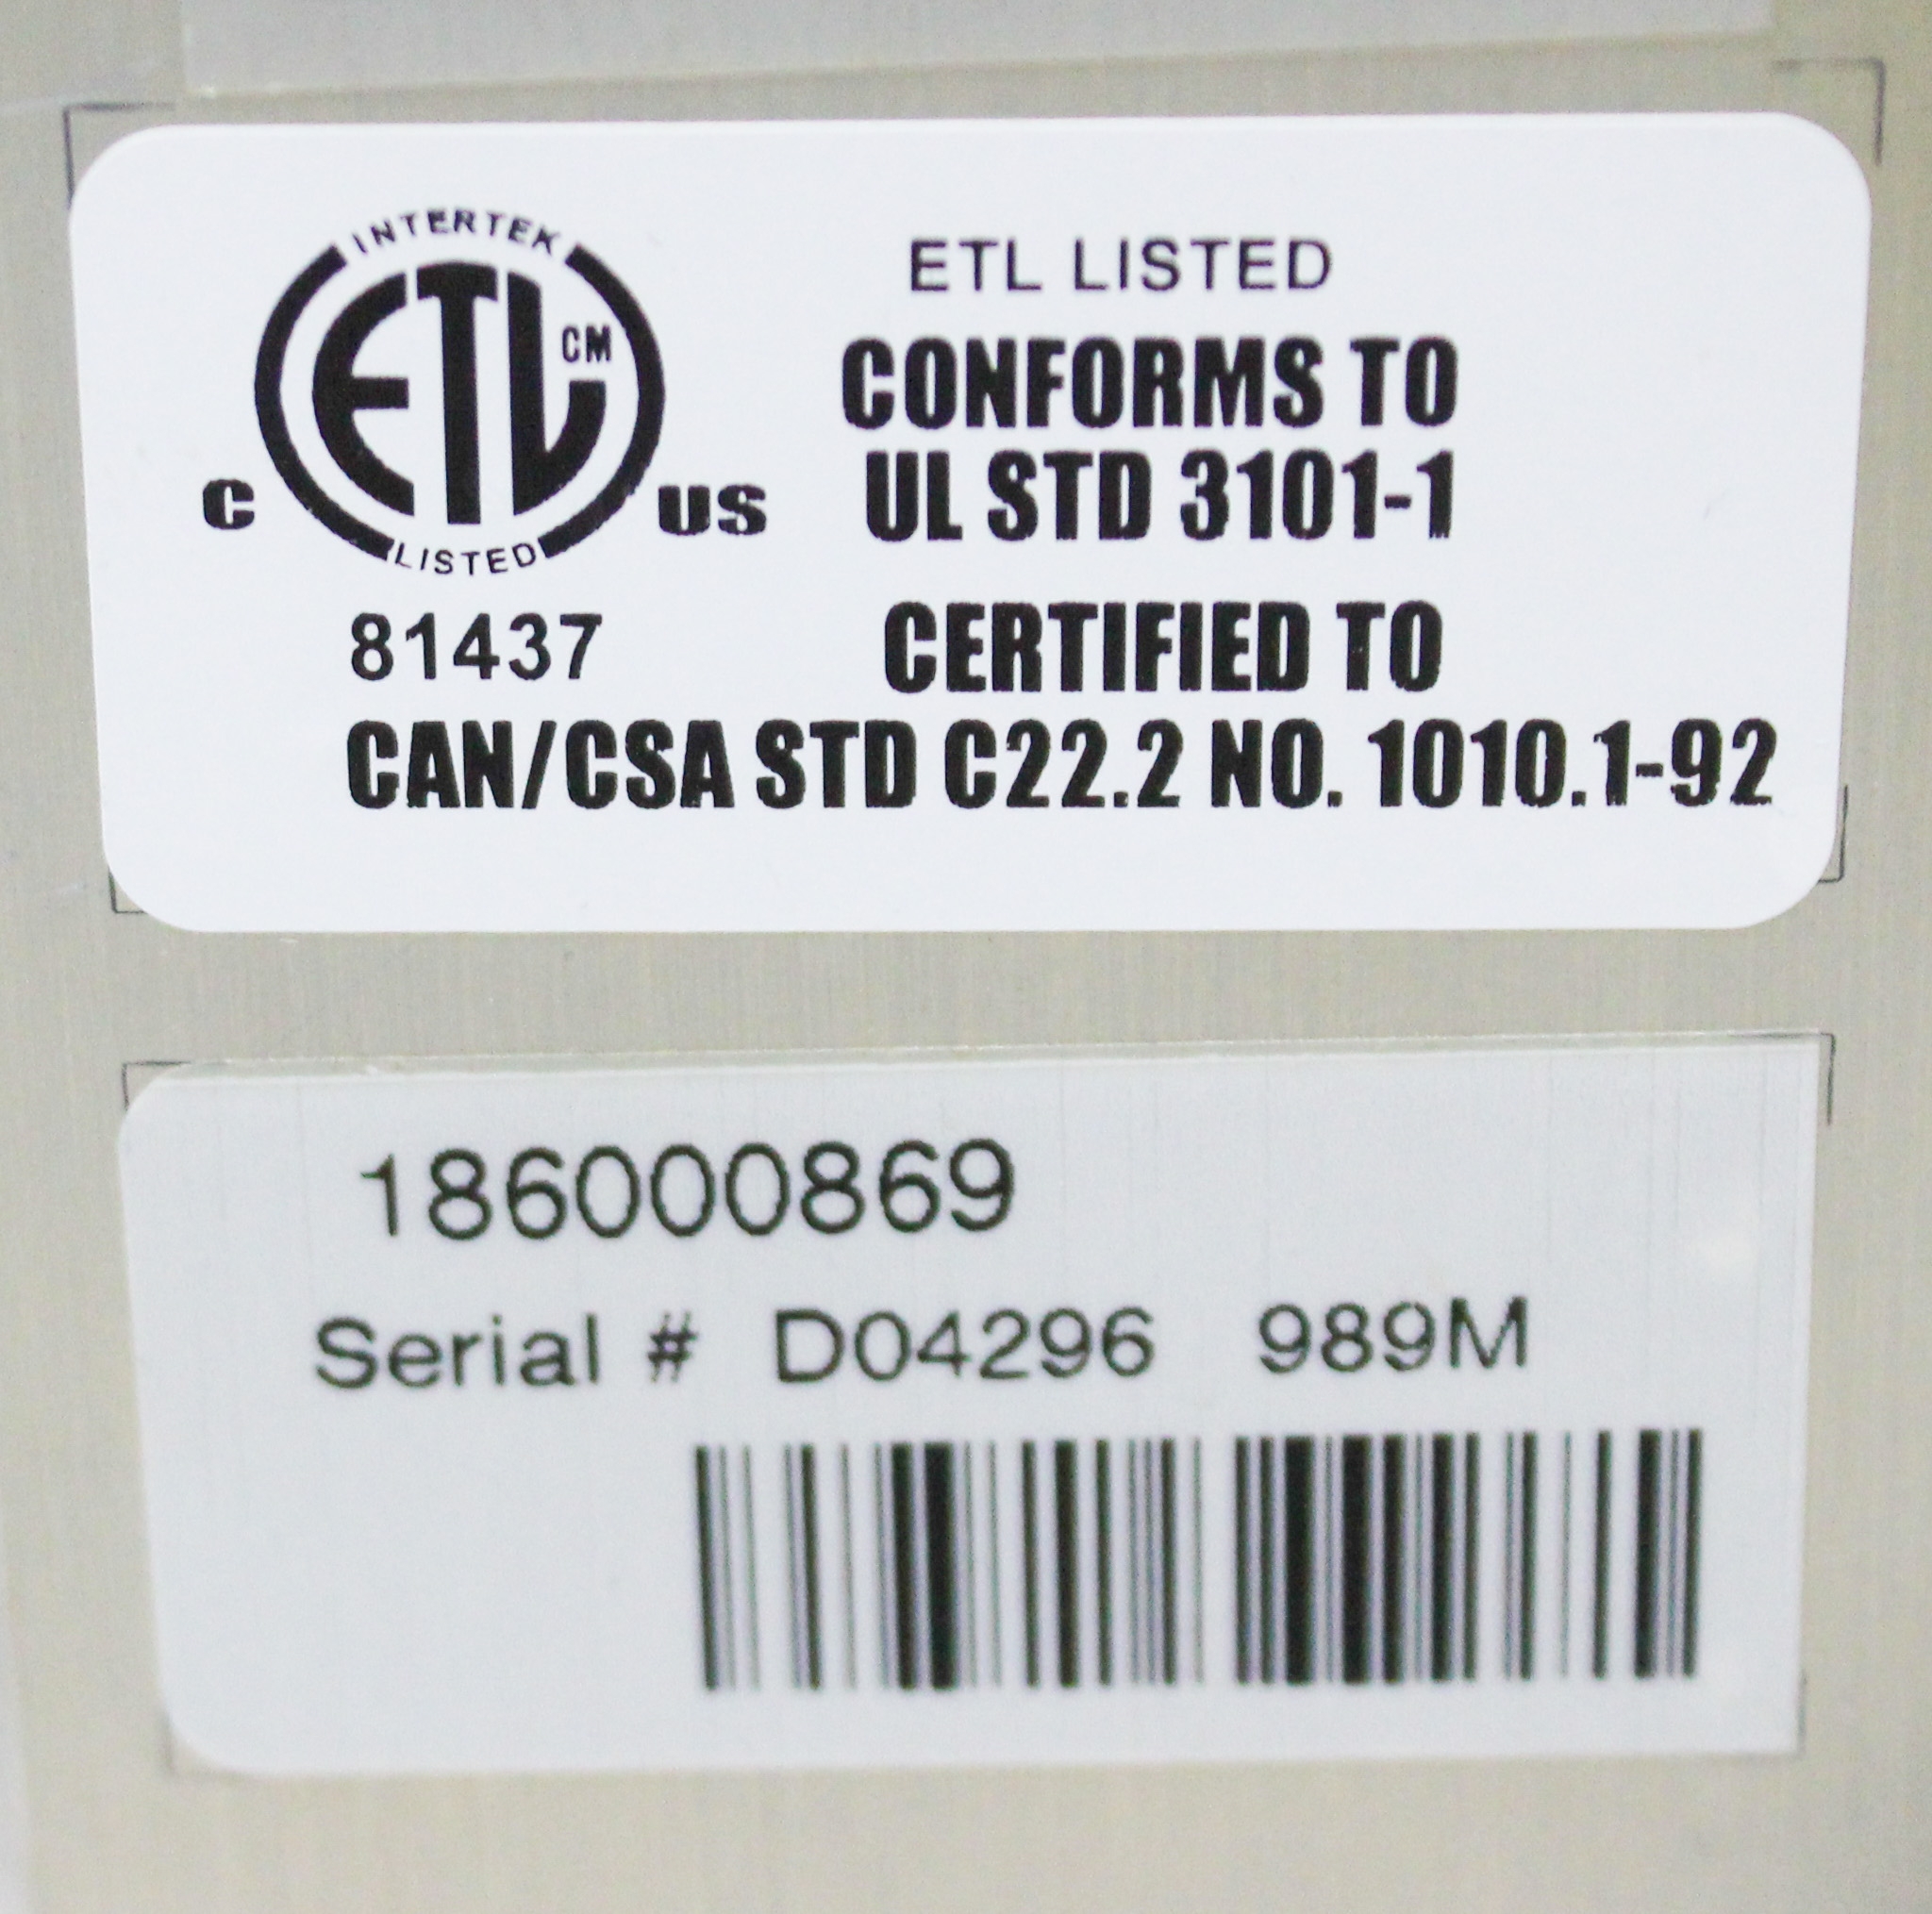 INTERTEK
ETL CM
C US
LISTED
81437
ETL LISTED
CONFORMS TO
UL STD 3101-1
CERTIFIED TO
CAN/CSA STD C22.2 NO. 1010.1-92
186000869
Serial # D04296 989M